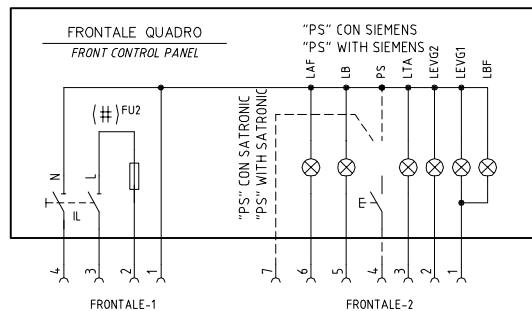 FRONTALE QUADRO
FRONT CONTROL PANEL
"PS" CON SIEMENS
"PS" WITH SIEMENS
LAF
LB
PS
LTA
LEVG2
LEVG1
LBF
(#) FU2
"PS" CON SATRONIC
"PS" WITH SATRONIC
N
L
IL
E
4
3
2
1
7
6
5
4
3
2
1
FRONTALE-1
FRONTALE-2